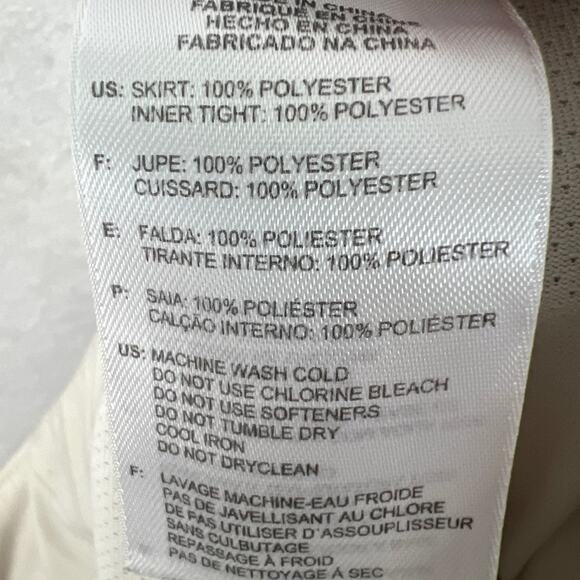 IN CHINA
FABRIQUÉ EN CHINE
HECHO EN CHINA
FABRICADO NA CHINA
US: SKIRT: 100% POLYESTER
INNER TIGHT: 100% POLYESTER
F: JUPE: 100% POLYESTER
CUISSARD: 100% POLYESTER
E: FALDA: 100% POLIESTER
TIRANTE INTERNO: 100% POLIESTER
P: SAIA: 100% POLIÉSTER
CALÇÃO INTERNO: 100% POLIÉSTER
US: MACHINE WASH COLD
DO NOT USE CHLORINE BLEACH
DO NOT USE SOFTENERS
DO NOT TUMBLE DRY
COOL IRON
DO NOT DRYCLEAN
F: LAVAGE MACHINE-EAU FROIDE
PAS DE JAVELLISANT AU CHLORE
DE PAS UTILISER D'ASSOUPLISSEUR
SANS CULBUTAGE
REPASSAGE À FROID
PAS DE NETTOYAGE À SEC